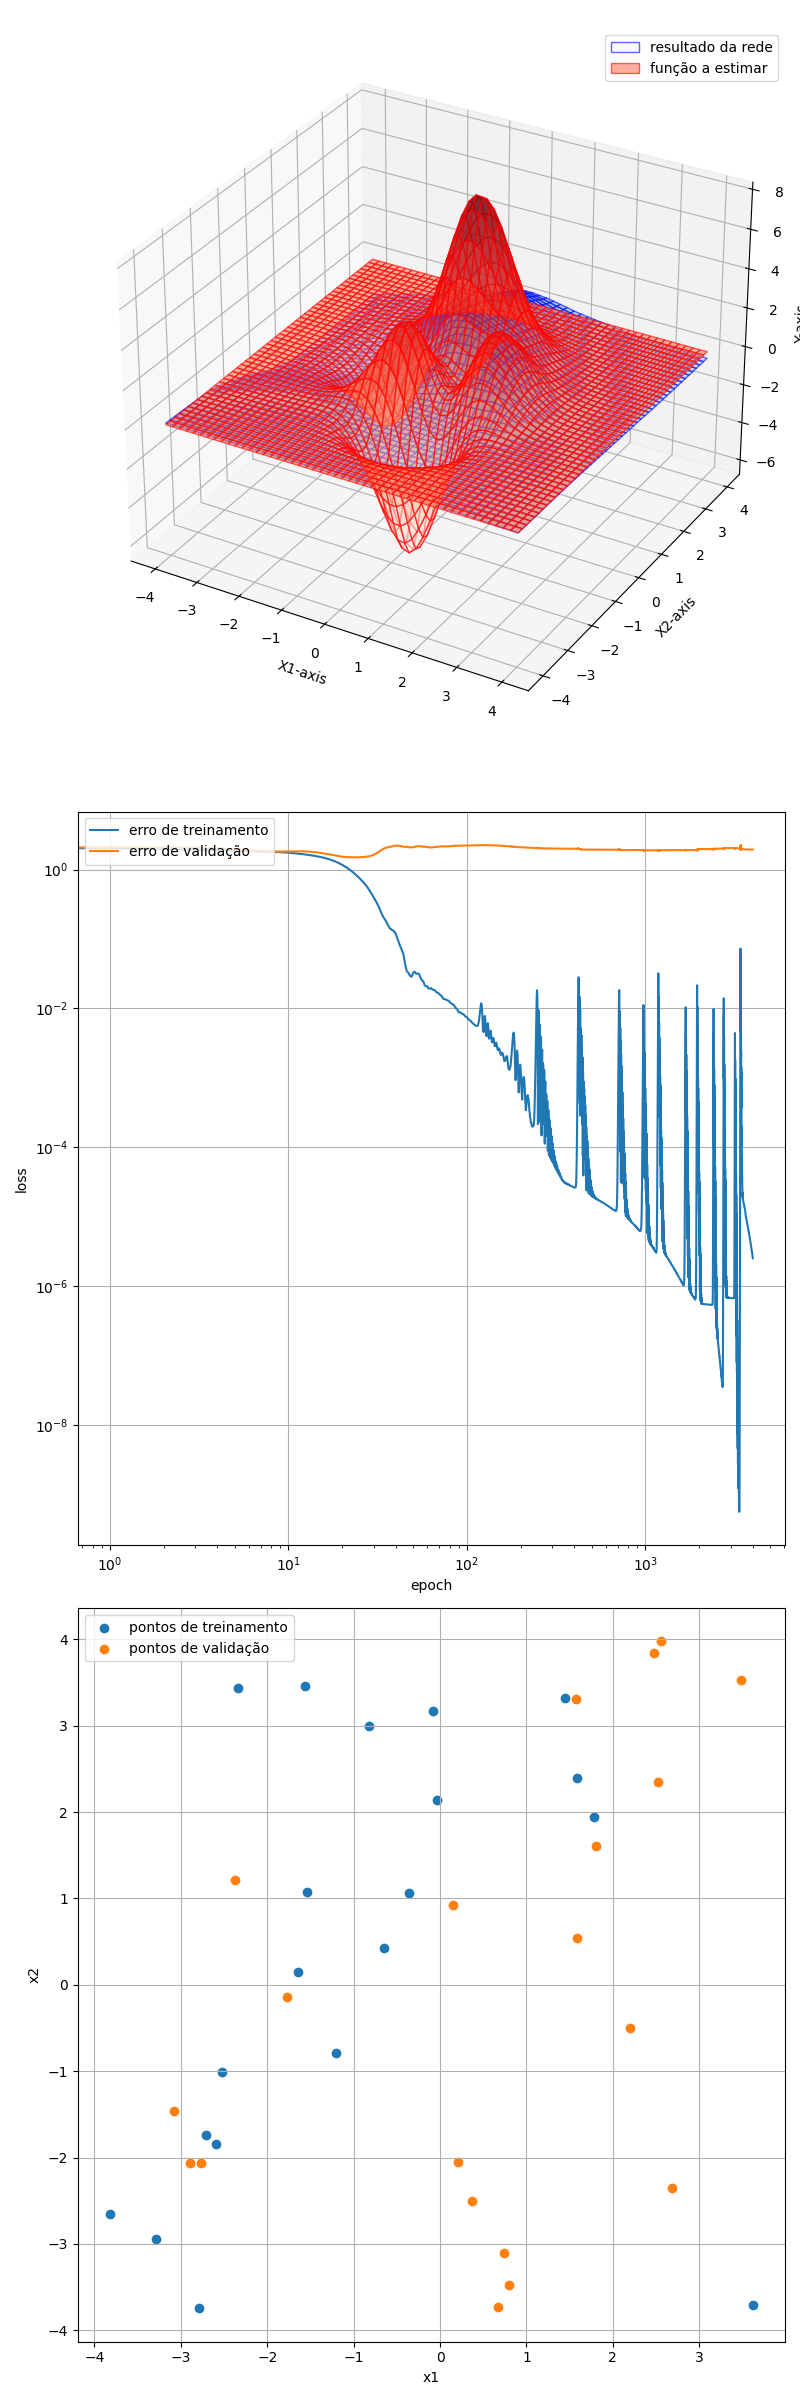 resultado da rede
função a estimar
8
6
4
2
0
−2
−4
−6
Y-axis
4
3
2
1
0
−1
−2
−3
−4
X2-axis
−4
−3
−2
−1
0
1
2
3
4
X1-axis
erro de treinamento
erro de validação
10^0
10^−2
10^−4
10^−6
10^−8
loss
10^0 10^1 10^2 10^3
epoch
pontos de treinamento
pontos de validação
4
3
2
1
0
−1
−2
−3
−4
x2
−4 −3 −2 −1 0 1 2 3
x1